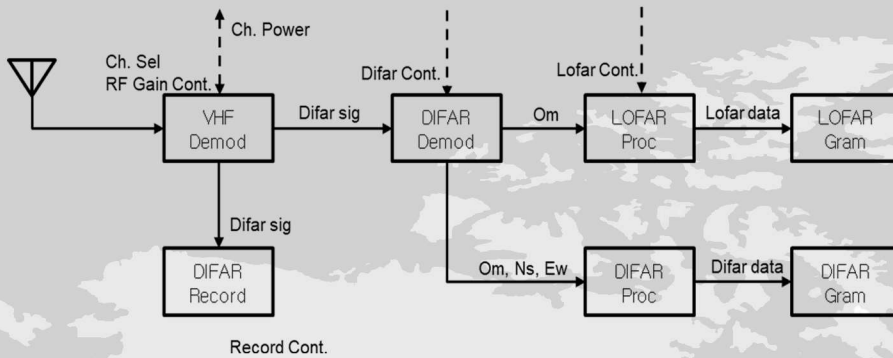 Ch. Power
Ch. Sel
RF Gain Cont.
Difar Cont.
Lofar Cont.
VHF
Demod
Difar sig
DIFAR
Demod
Om
LOFAR
Proc
Lofar data
LOFAR
Gram
Difar sig
DIFAR
Record
Om, Ns, Ew
DIFAR
Proc
Difar data
DIFAR
Gram
Record Cont.